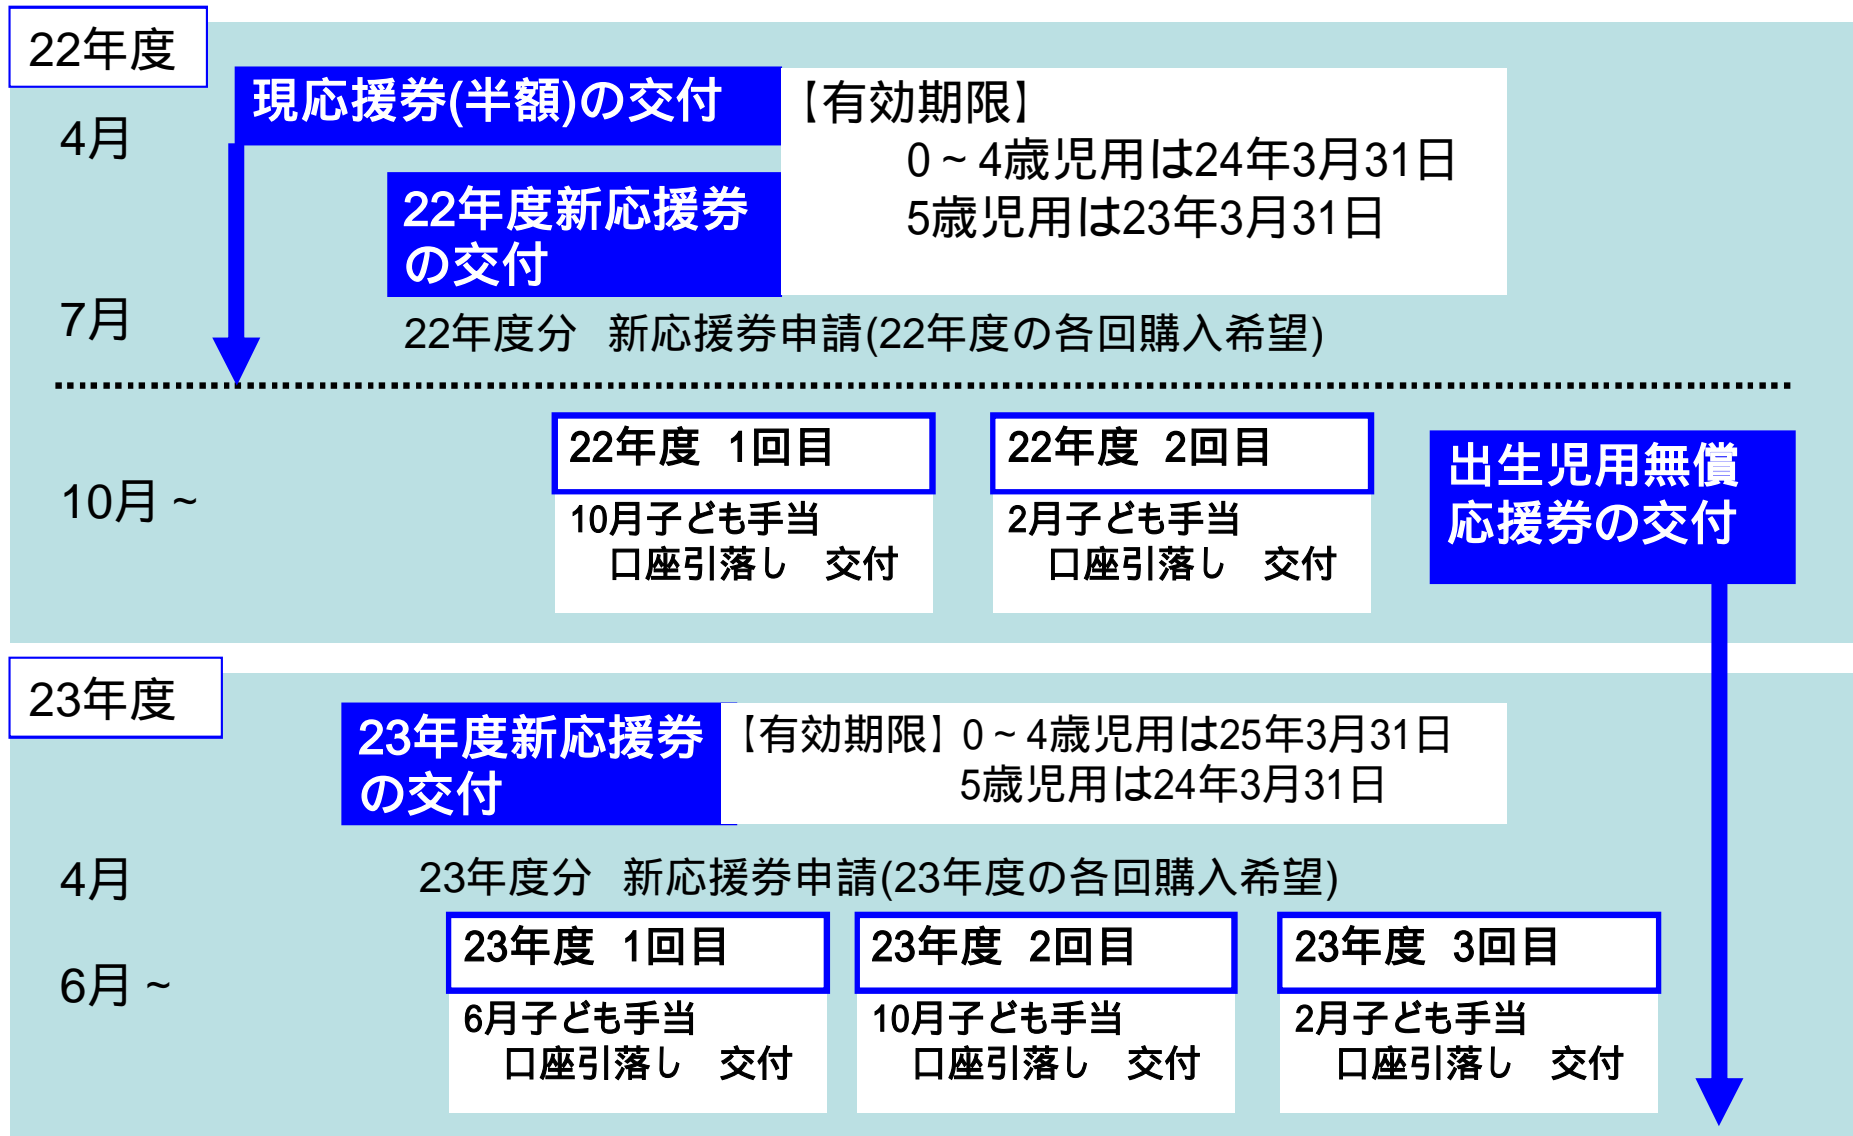 22年度
4月
現応援券(半額)の交付
【有効期限】
0~4歳児用は24年3月31日
5歳児用は23年3月31日
22年度新応援券
の交付
7月
22年度分　新応援券申請(22年度の各回購入希望)
10月~
22年度　1回目
10月子ども手当
口座引落し　交付
22年度　2回目
2月子ども手当
口座引落し　交付
出生児用無償
応援券の交付
23年度
23年度新応援券
の交付
【有効期限】0~4歳児用は25年3月31日
5歳児用は24年3月31日
4月
23年度分　新応援券申請(23年度の各回購入希望)
6月~
23年度　1回目
6月子ども手当
口座引落し　交付
23年度　2回目
10月子ども手当
口座引落し　交付
23年度　3回目
2月子ども手当
口座引落し　交付